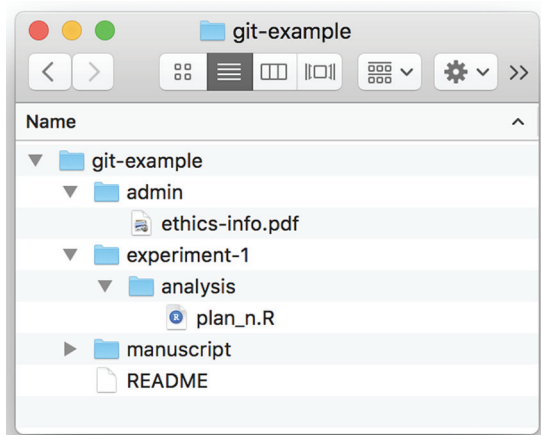 git-example
Name
git-example
admin
ethics-info.pdf
experiment-1
analysis
plan_n.R
manuscript
README